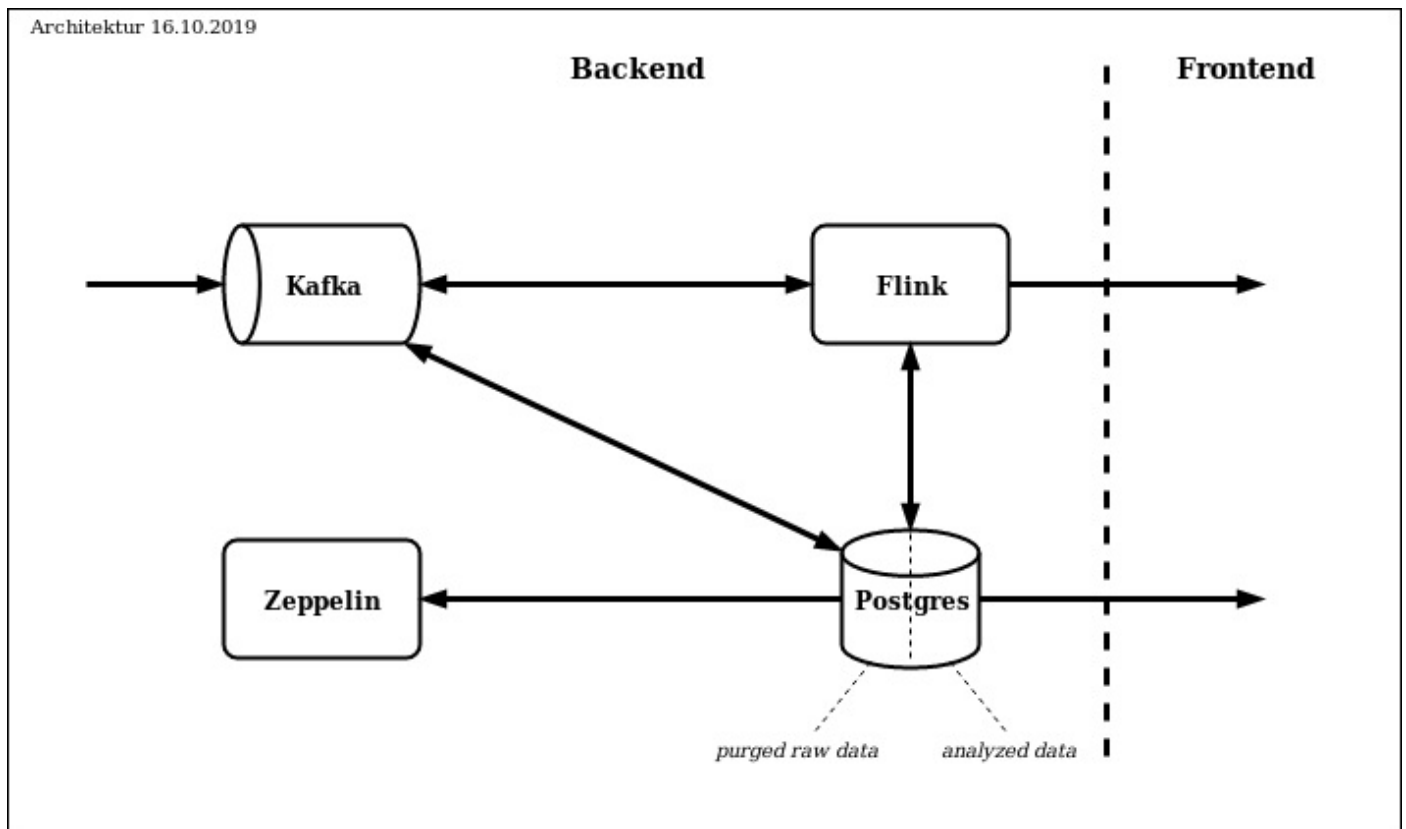 Architektur 16.10.2019
Backend
Frontend
Kafka
Flink
Zeppelin
Postgres
purged raw data
analyzed data